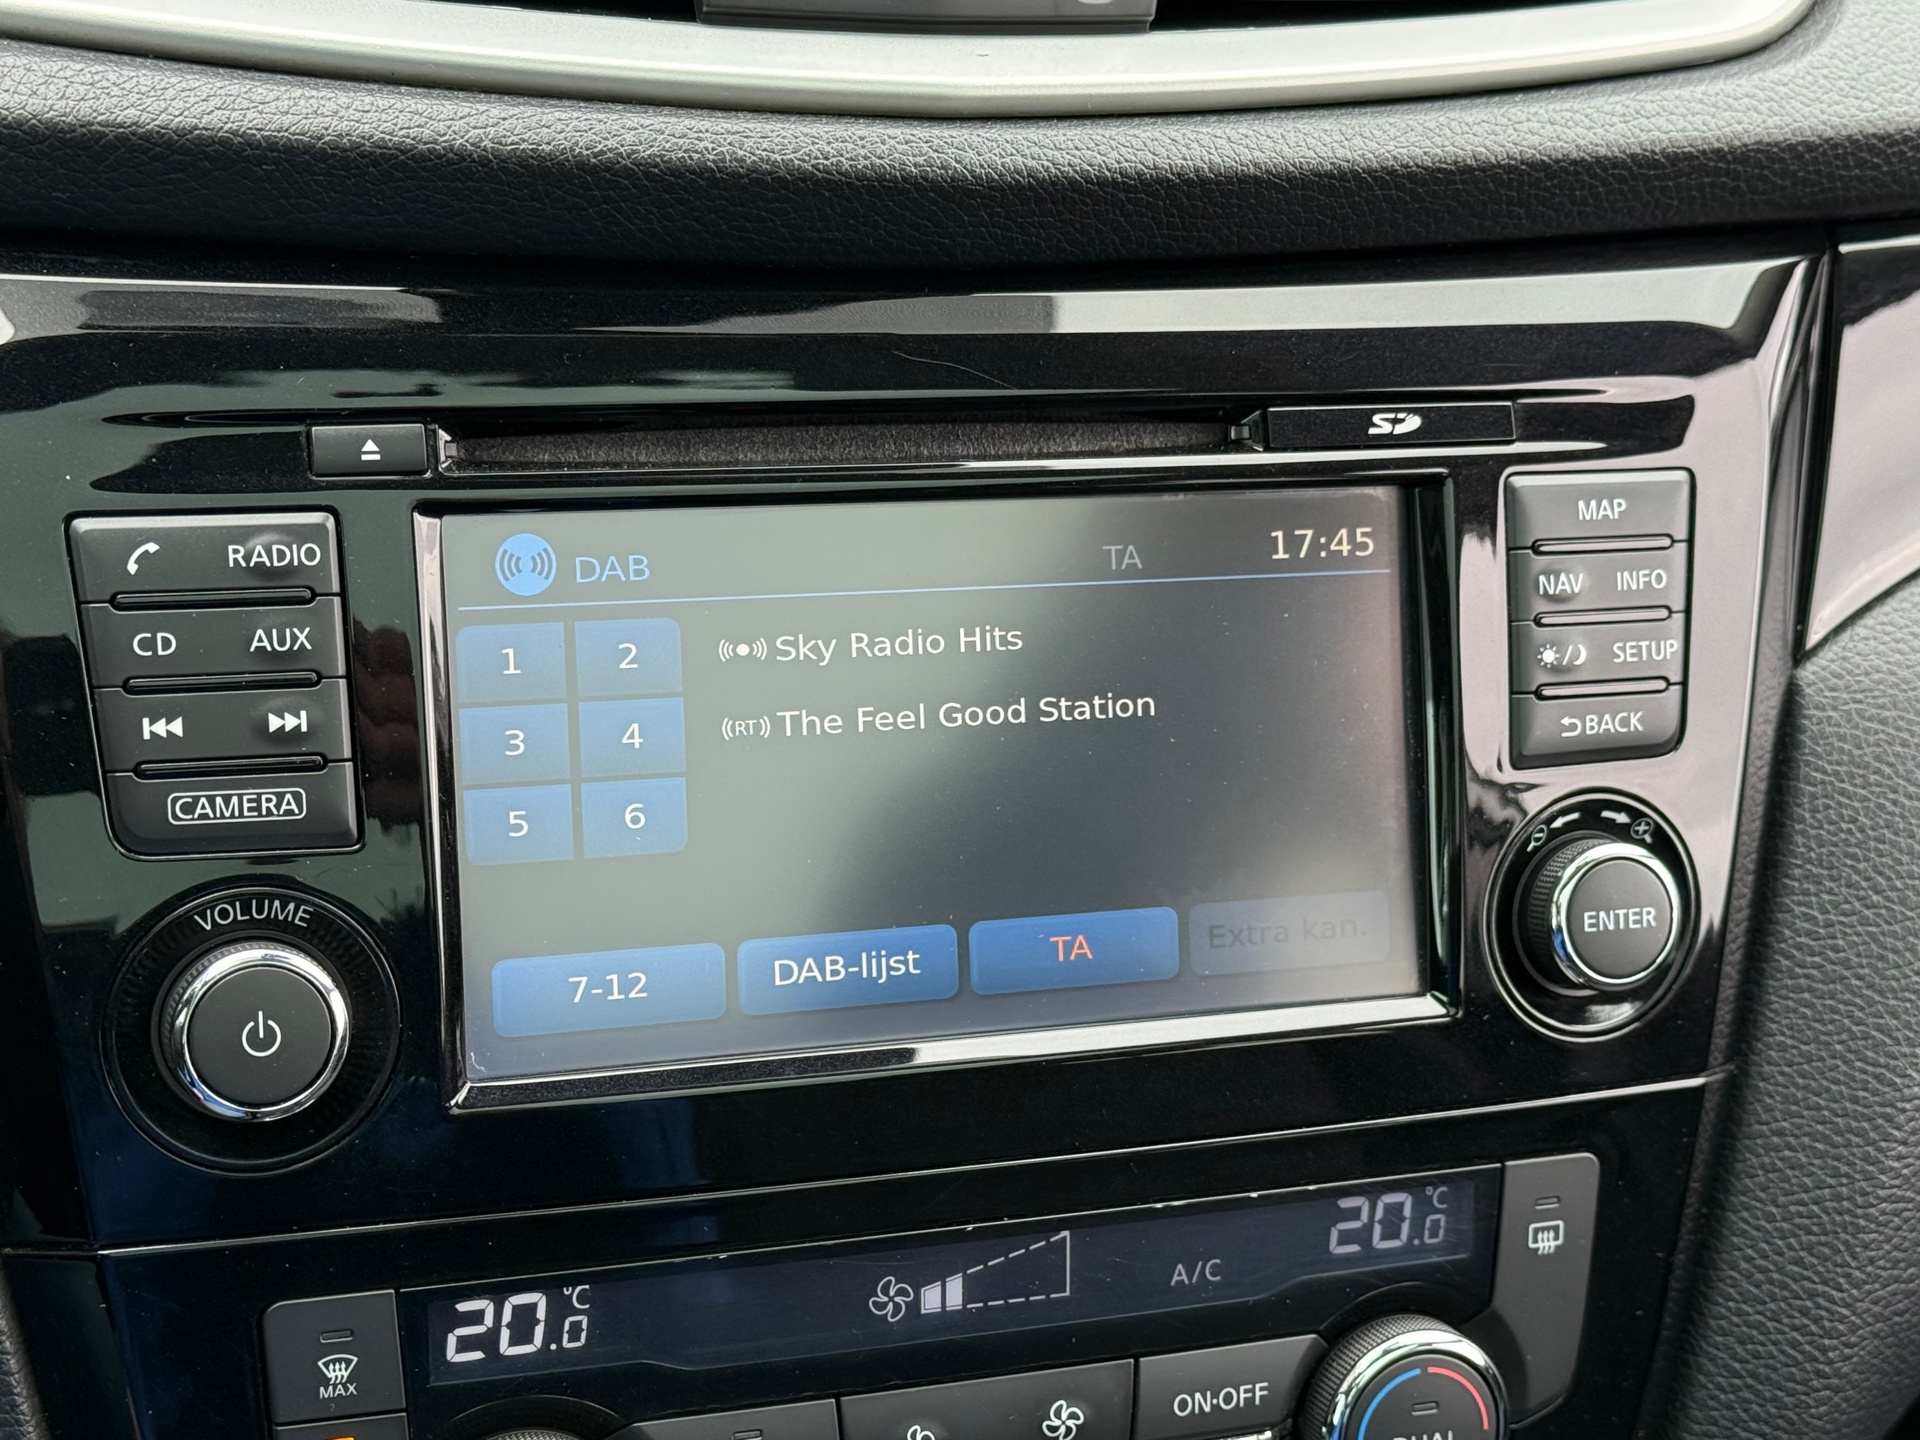 SD
DAB TA 17:45
1 2
3 4
5 6
Sky Radio Hits
RT The Feel Good Station
7-12 DAB-lijst TA Extra kan.
RADIO
CD AUX
CAMERA
VOLUME
MAP
NAV INFO
SETUP
BACK
ENTER
20.0 °C
A/C
20.0 °C
MAX
ON·OFF
DUAL